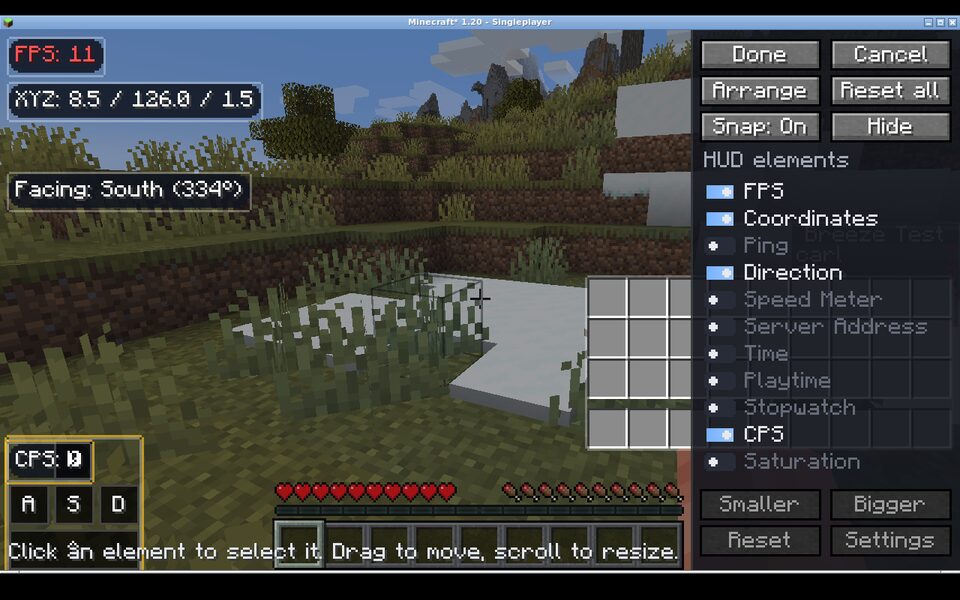 Minecraft* 1.20 - Singleplayer
FPS: 11
XYZ: 8.5 / 126.0 / 1.5
Facing: South (334º)
Done
Cancel
Arrange
Reset all
Snap: On
Hide
HUD elements
FPS
Coordinates
Ping
Direction
Speed Meter
Server Address
Time
Playtime
Stopwatch
CPS
Saturation
Smaller
Bigger
Reset
Settings
CPS:
A S D
Click an element to select it. Drag to move, scroll to resize.